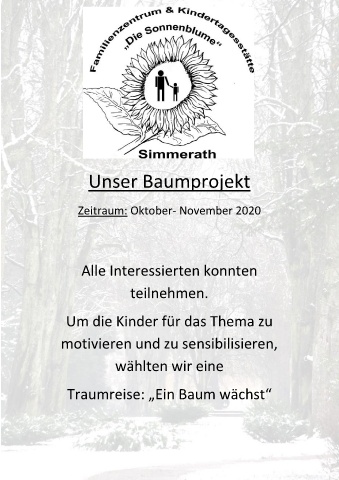 Familienzentrum & Kindertagesstätte
„Die Sonnenblume“
Simmerath
Unser Baumprojekt
Zeitraum: Oktober- November 2020
Alle Interessierten konnten
teilnehmen.
Um die Kinder für das Thema zu
motivieren und zu sensibilisieren,
wählten wir eine
Traumreise: „Ein Baum wächst“